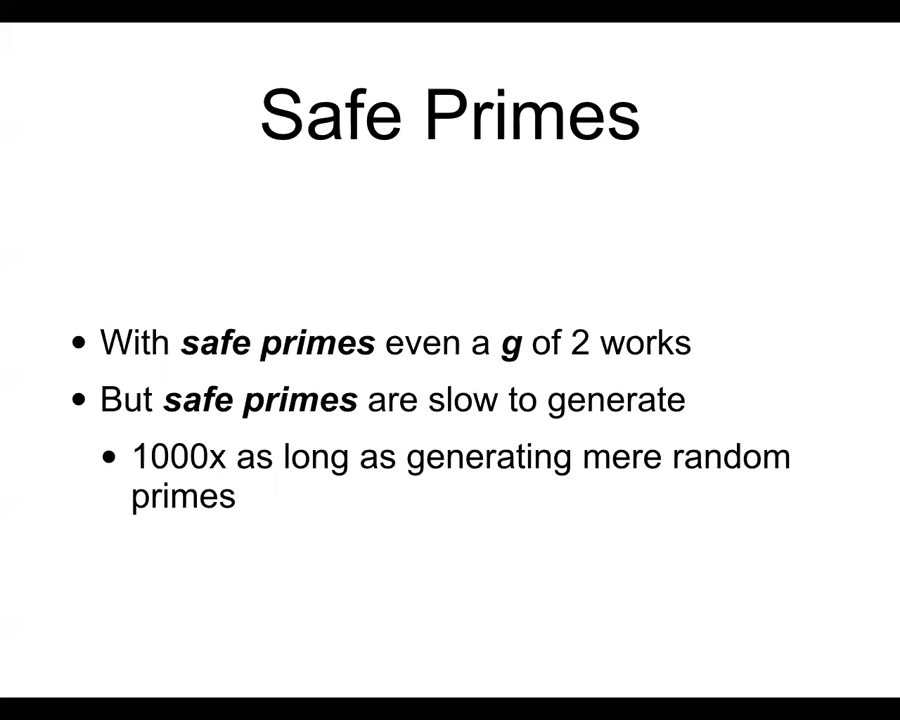 Safe Primes
• With safe primes even a g of 2 works
• But safe primes are slow to generate
• 1000x as long as generating mere random
primes